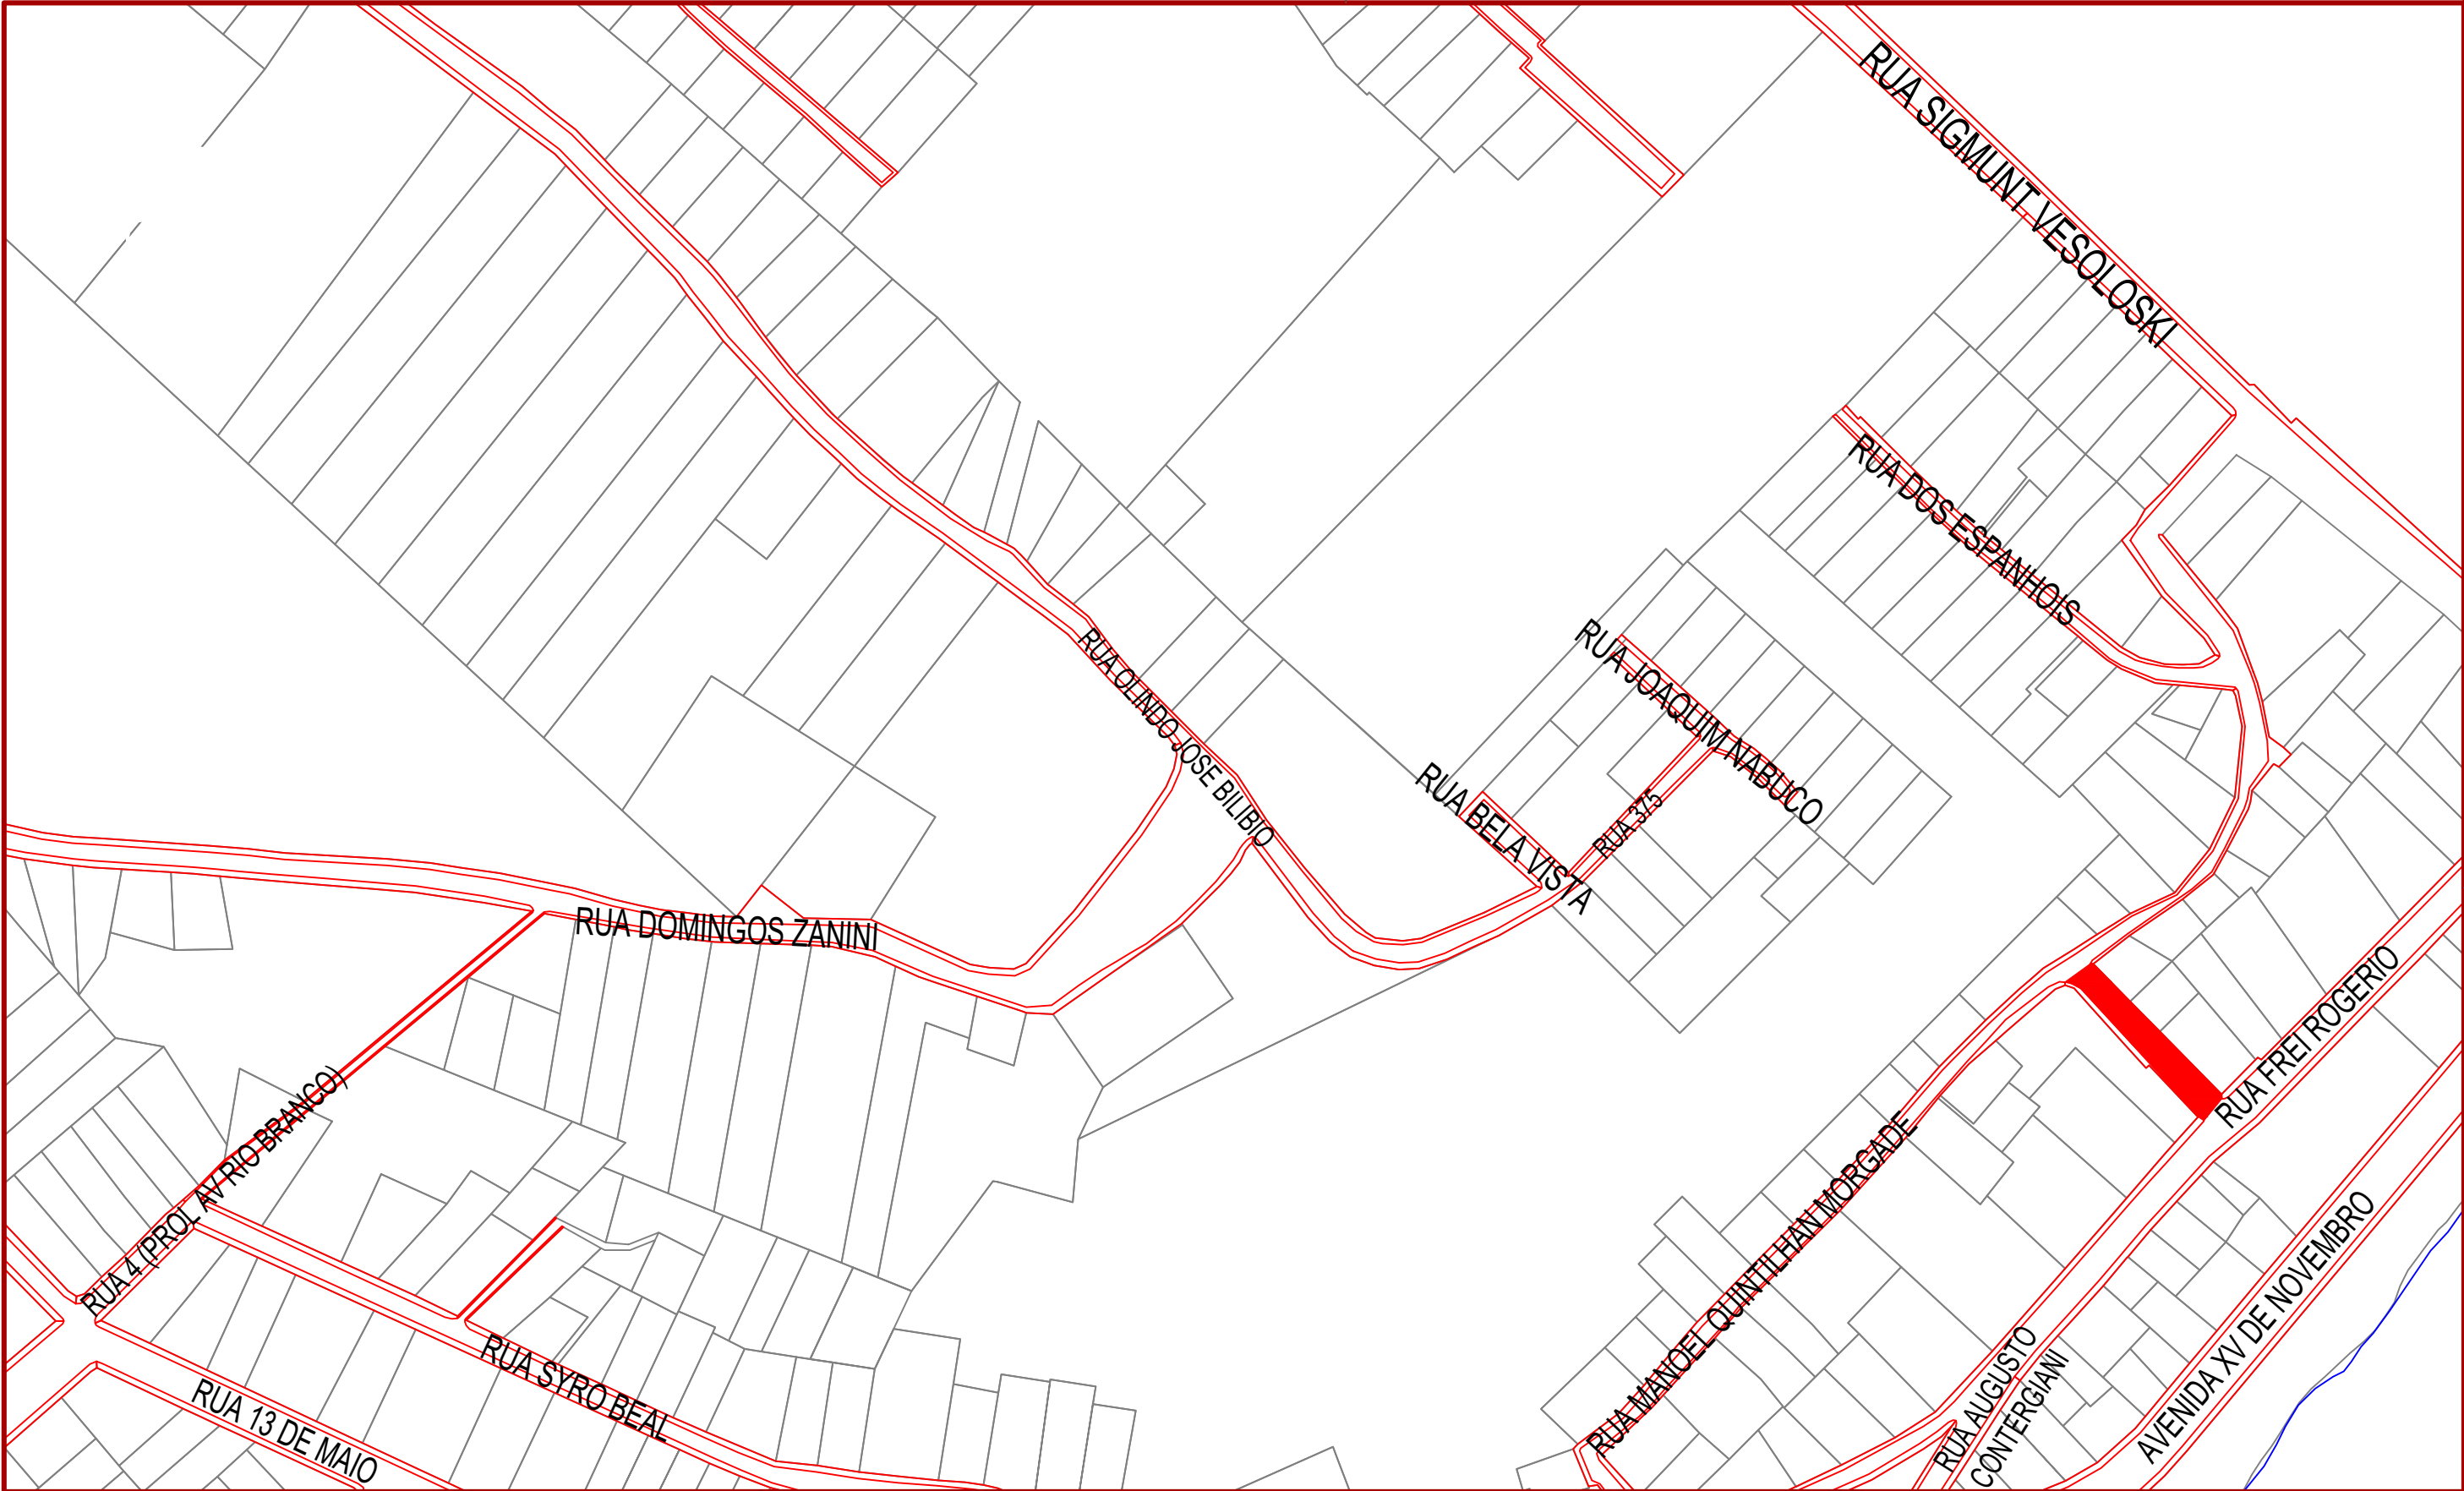 RUA SIGMUNT VESOLOSKI
RUA DOS ESPANHOIS
RUA OLINDO JOSE BILIBIO
RUA JOAQUIM NABUCO
RUA BELA VISTA
RUA 375
RUA DOMINGOS ZANINI
RUA FREI ROGERIO
RUA 4 (PROL AV RIO BRANCO))
RUA MANOEL QUINTILHAN MORGADE
AVENIDA XV DE NOVEMBRO
RUA SYRO BEAL
RUA AUGUSTO
CONTERGIANI
RUA 13 DE MAIO